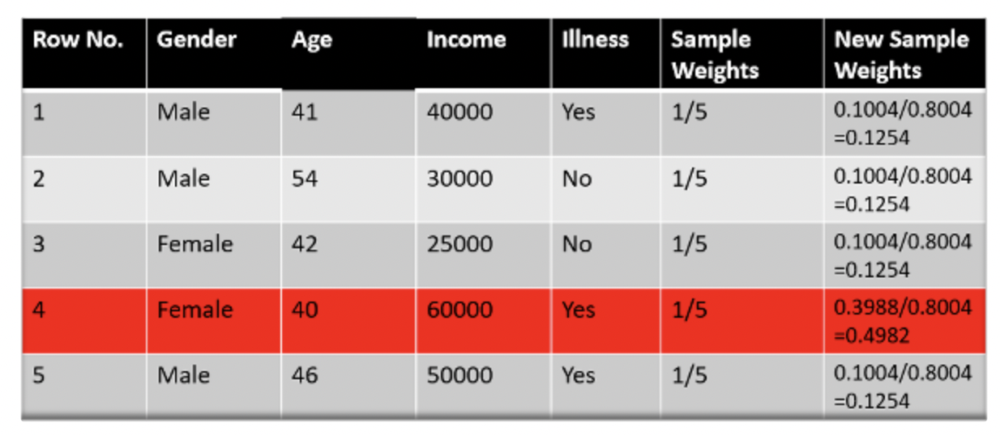 Row No. Gender Age Income Illness Sample Weights New Sample Weights
1 Male 41 40000 Yes 1/5 0.1004/0.8004 =0.1254
2 Male 54 30000 No 1/5 0.1004/0.8004 =0.1254
3 Female 42 25000 No 1/5 0.1004/0.8004 =0.1254
4 Female 40 60000 Yes 1/5 0.3988/0.8004 =0.4982
5 Male 46 50000 Yes 1/5 0.1004/0.8004 =0.1254